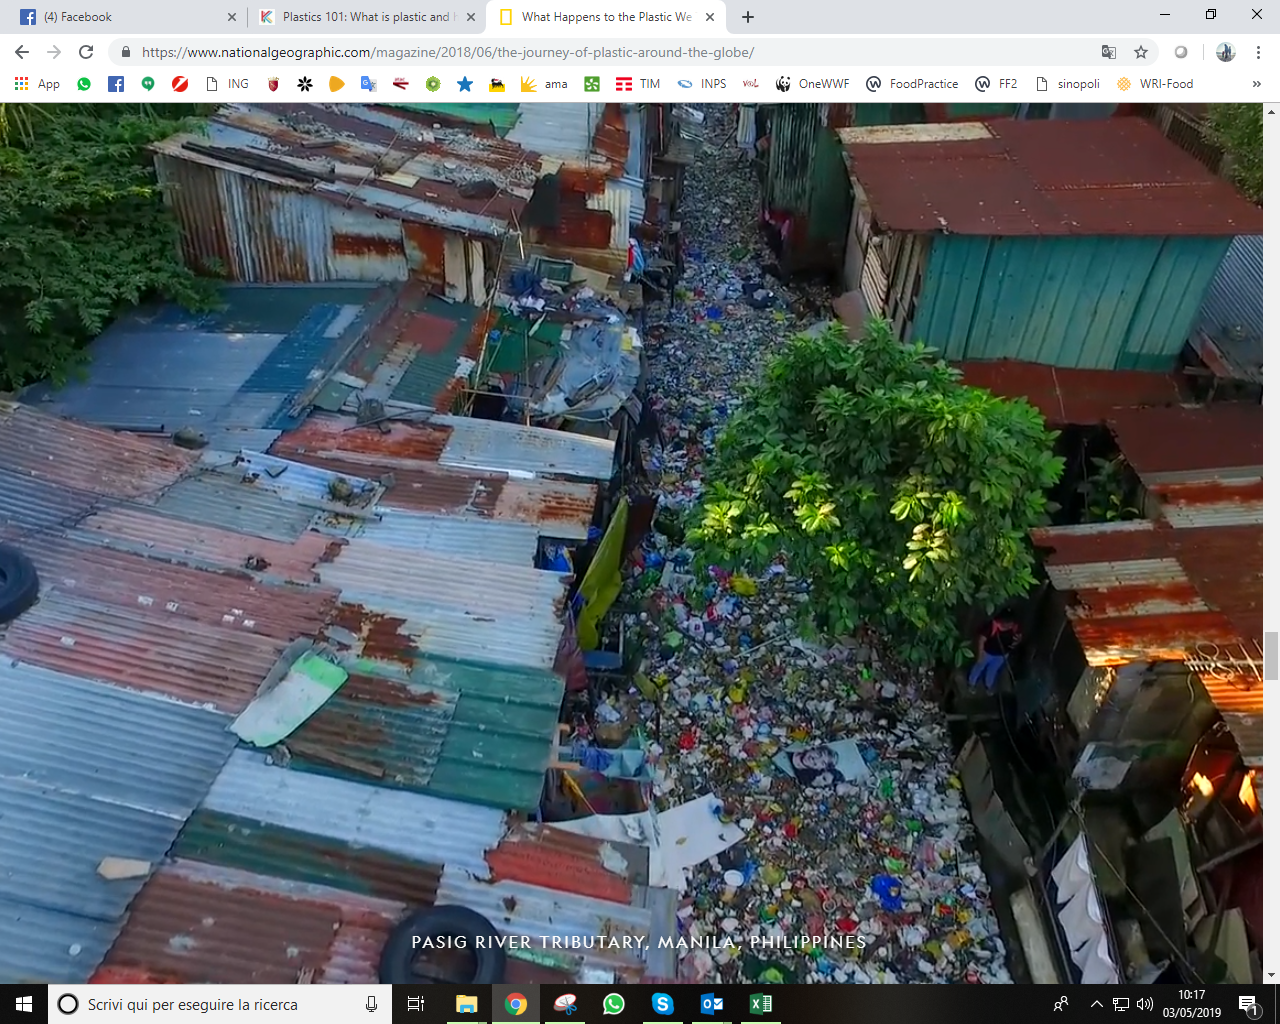 (4) Facebook
Plastics 101: What is plastic and h
What Happens to the Plastic We
https://www.nationalgeographic.com/magazine/2018/06/the-journey-of-plastic-around-the-globe/
App ING ama TIM INPS OneWWF FoodPractice FF2 sinopoli WRI-Food »
PASIG RIVER TRIBUTARY, MANILA, PHILIPPINES
Scrivi qui per eseguire la ricerca
10:17
03/05/2019
1